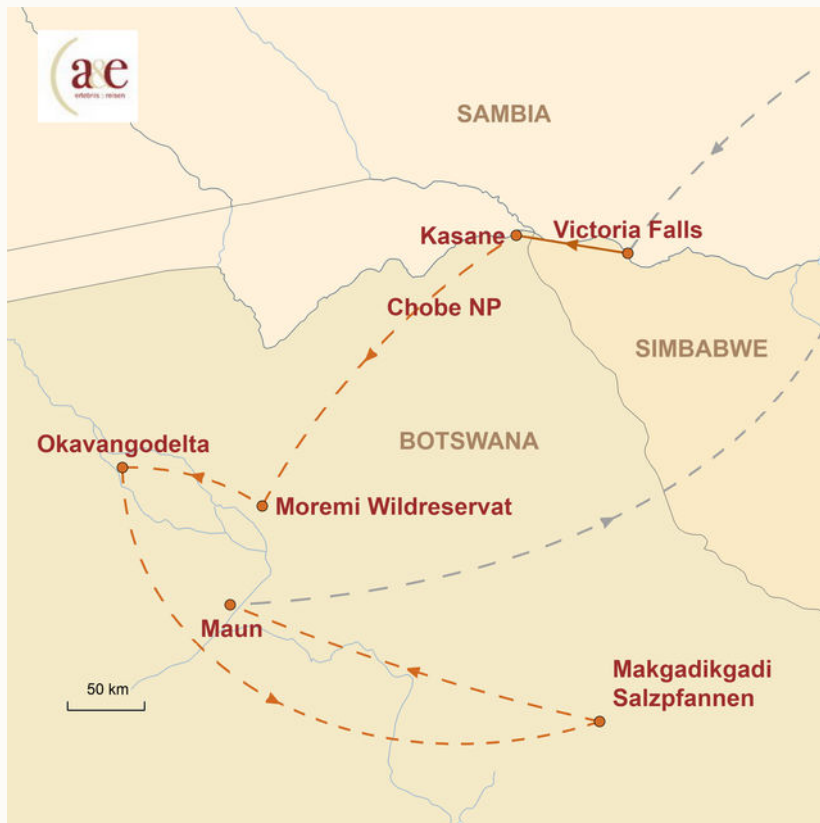 a&e
erlebnis : reisen
SAMBIA
Victoria Falls
Kasane
Chobe NP
SIMBABWE
Okavangodelta
BOTSWANA
Moremi Wildreservat
Maun
Makgadikgadi
Salzpfannen
50 km